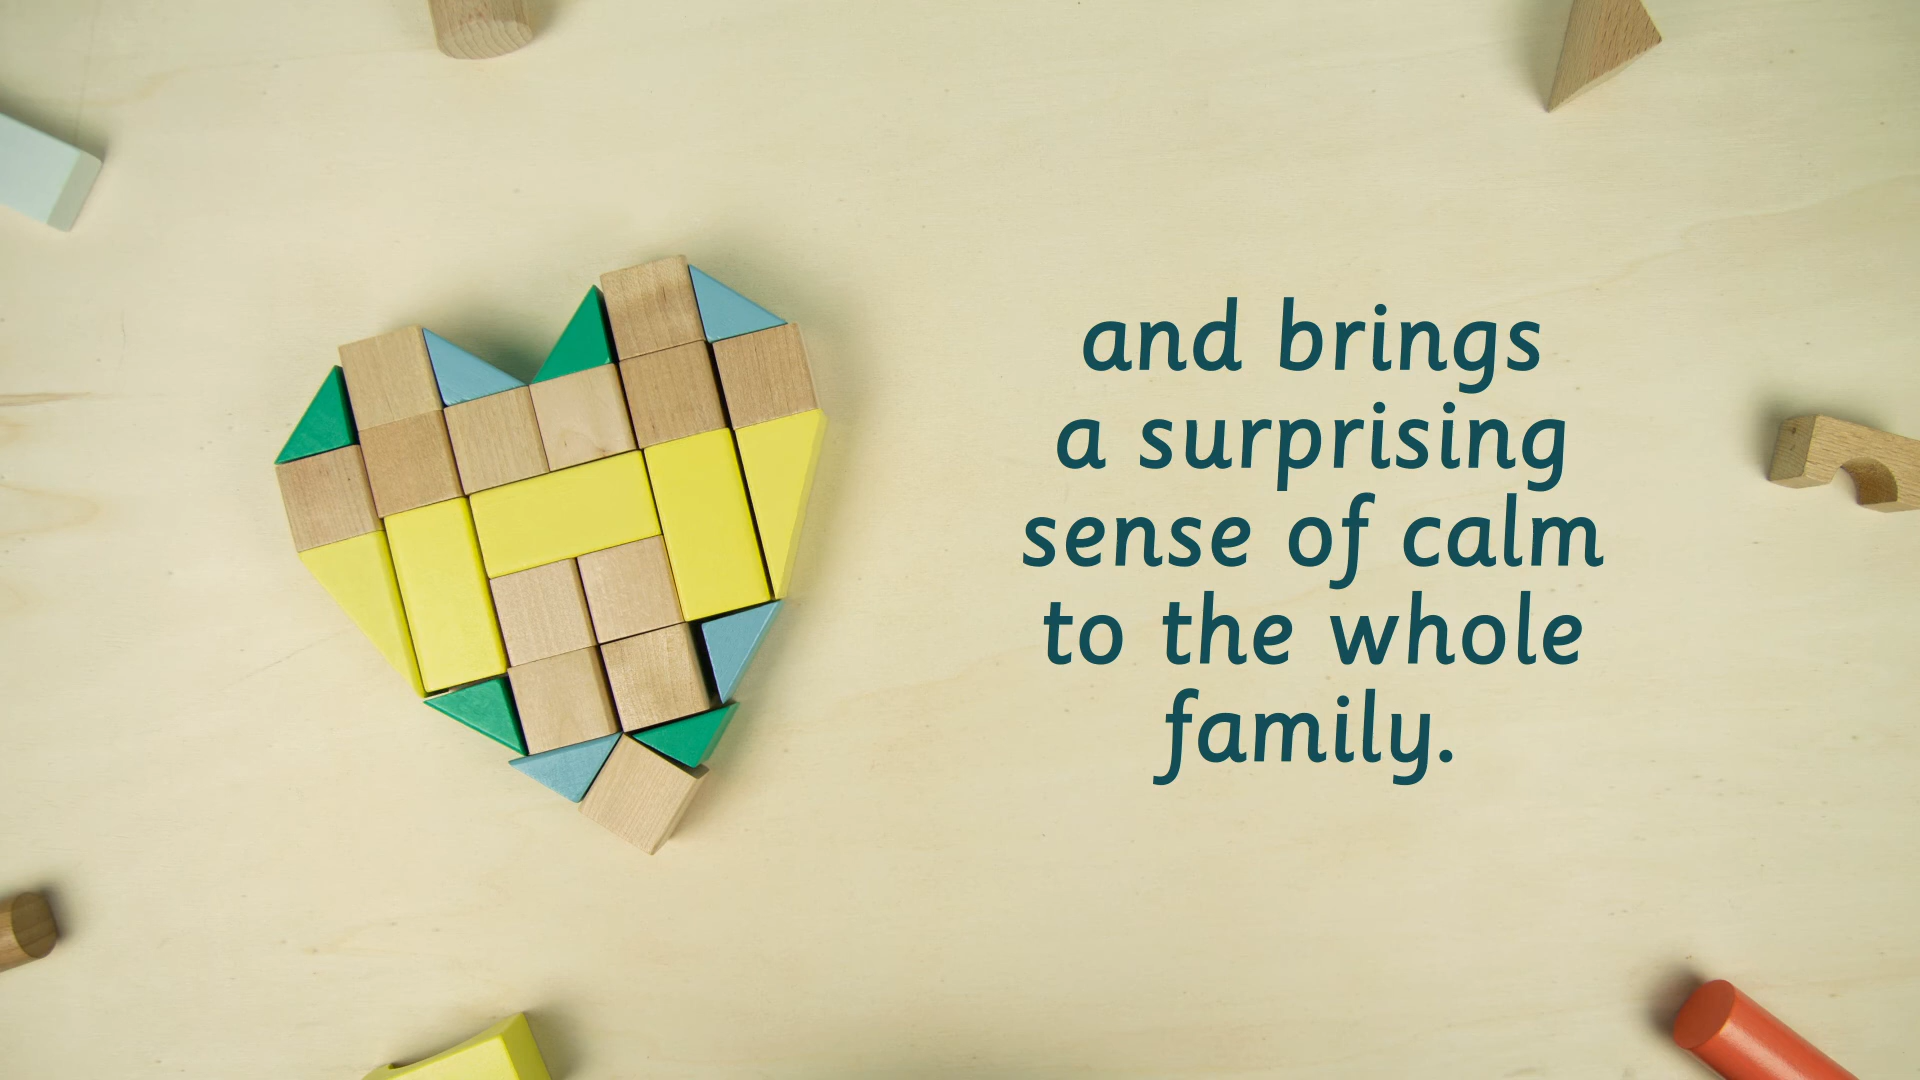 and brings
a surprising
sense of calm
to the whole
family.